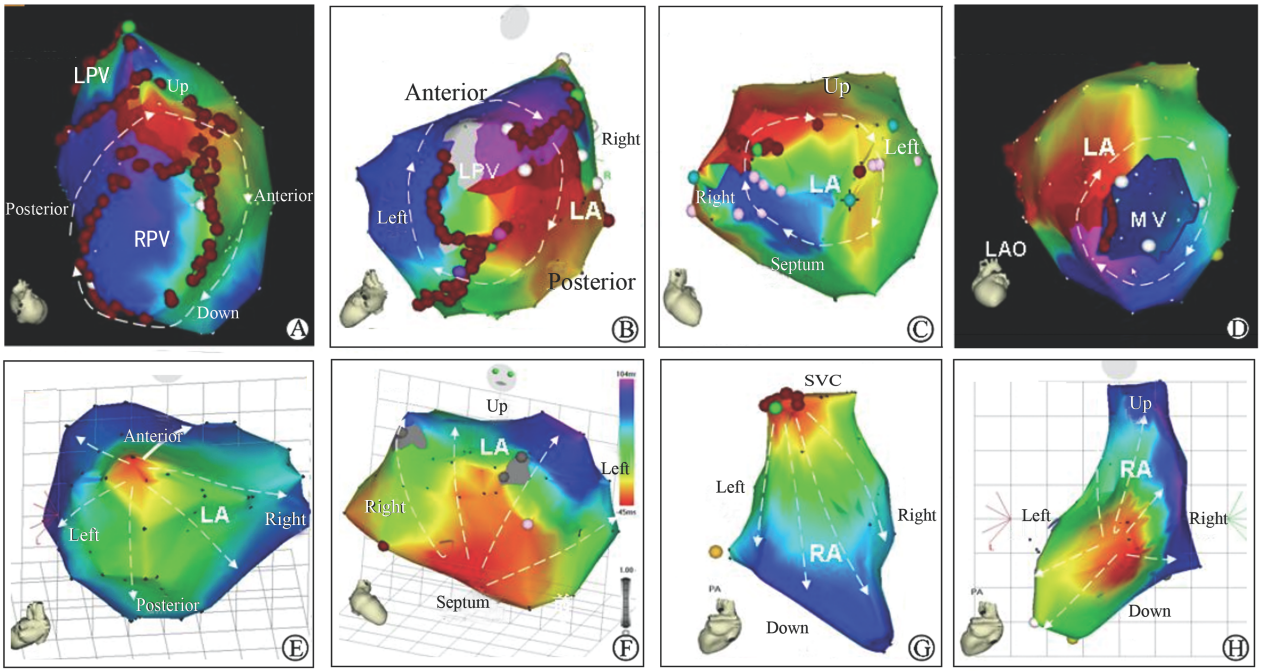 LPV
Up
Posterior
Anterior
RPV
Down
A
Anterior
Right
LPV
Left
LA
Posterior
B
Up
Left
LA
Right
Septum
C
LA
MV
LAO
D
Anterior
LA
Left
Right
Posterior
E
104ms
Up
LA
Left
Right
-45ms
1.00
Septum
F
SVC
Left
Right
RA
PA
Down
G
Up
RA
Left
Right
L
PA
Down
H